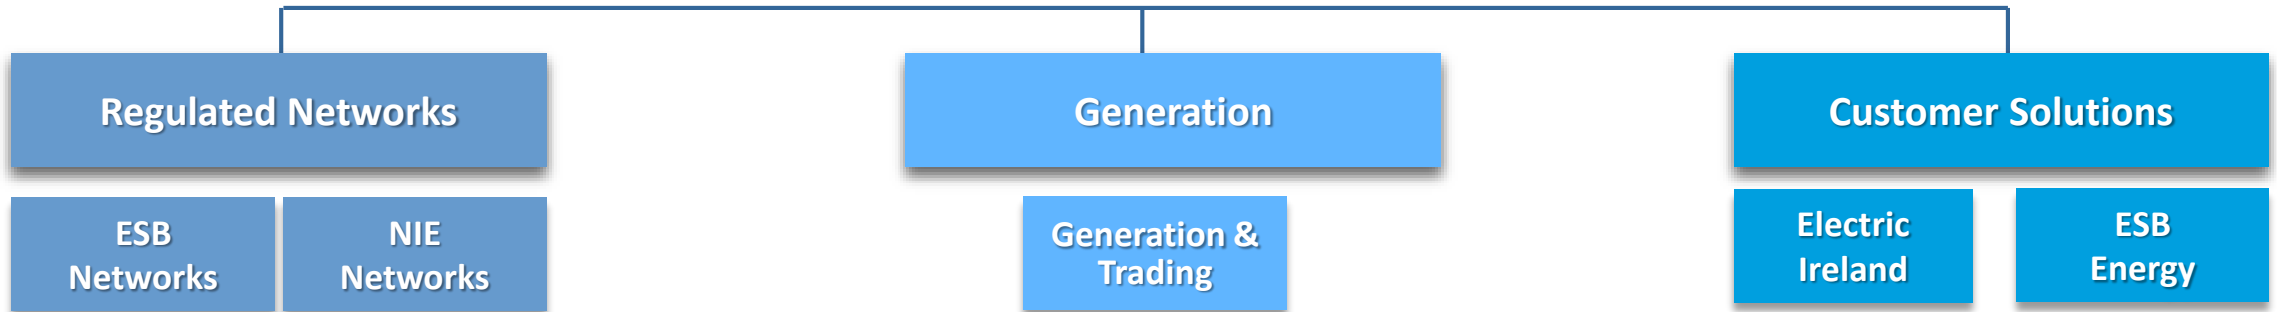 Regulated Networks
Generation
Customer Solutions
ESB
Networks
NIE
Networks
Generation &
Trading
Electric
Ireland
ESB
Energy